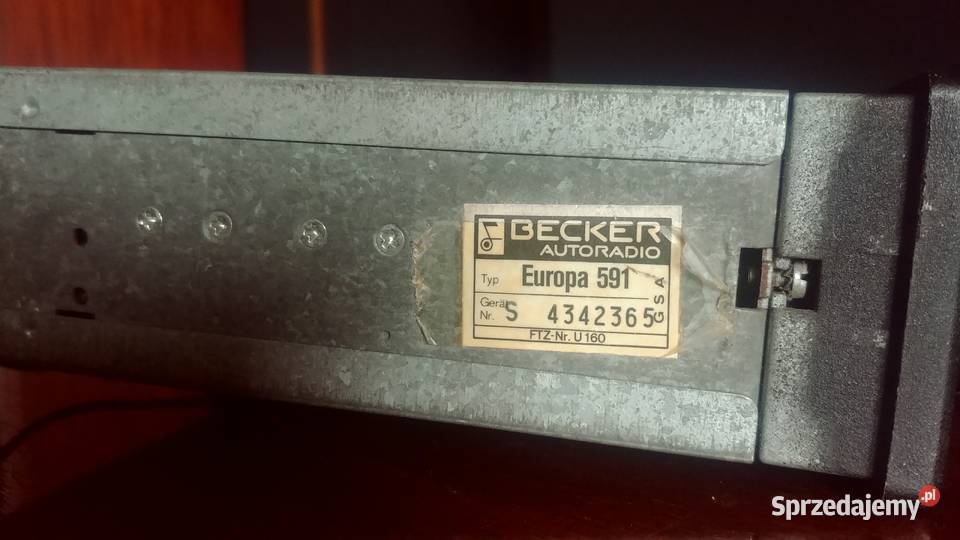 BECKER
AUTORADIO
Typ Europa 591
Gerät Nr. S 4342365
GSA
FTZ-Nr. U 160
Sprzedajemy.pl